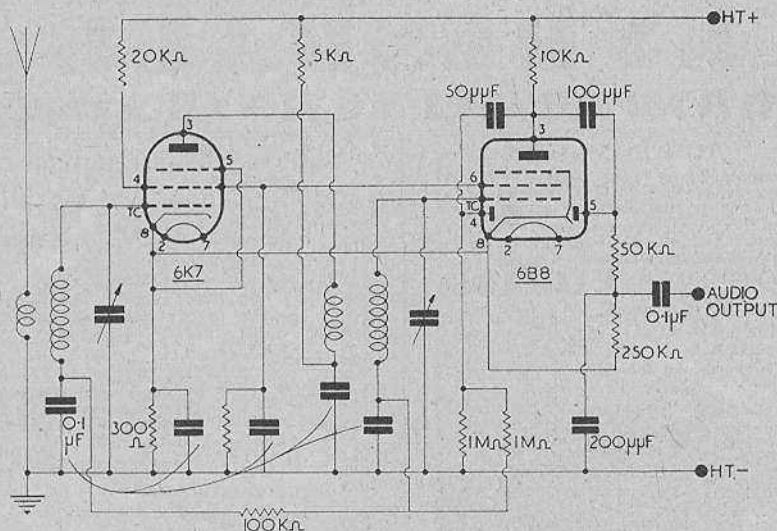 HT+
20KΩ
5KΩ
10KΩ
50µµF
100µµF
3
3
5
4
6
TC
TC
4
5
8
2
7
8
2
7
6K7
6B8
50KΩ
0·1µF
AUDIO
OUTPUT
250KΩ
0·1
µF
300
Ω
1MΩ
1MΩ
200µµF
HT-
100KΩ